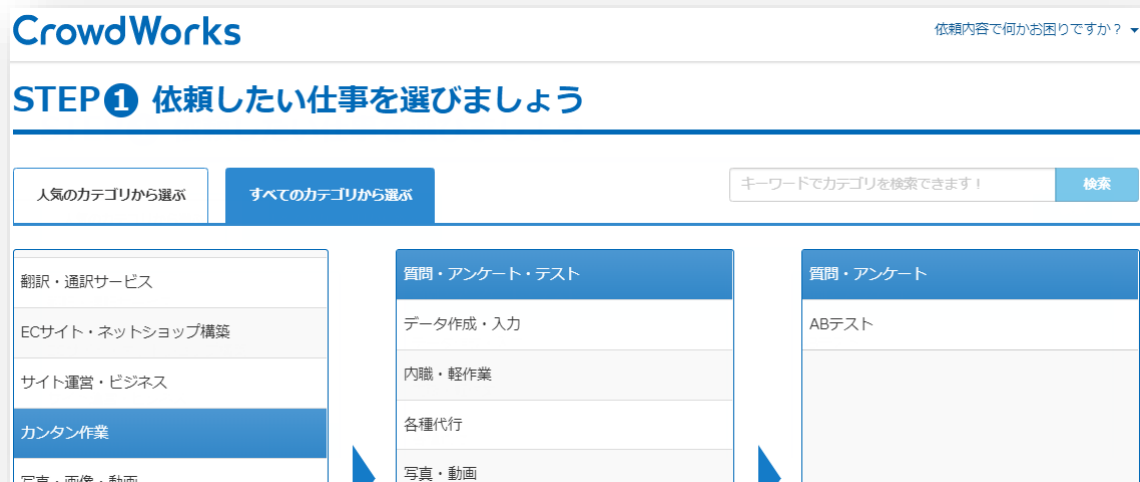 CrowdWorks
依頼内容で何かお困りですか？
STEP❶ 依頼したい仕事を選びましょう
人気のカテゴリから選ぶ
すべてのカテゴリから選ぶ
キーワードでカテゴリを検索できます！
検索
翻訳・通訳サービス
ECサイト・ネットショップ構築
サイト運営・ビジネス
カンタン作業
写真・画像・動画
質問・アンケート・テスト
データ作成・入力
内職・軽作業
各種代行
写真・動画
質問・アンケート
ABテスト